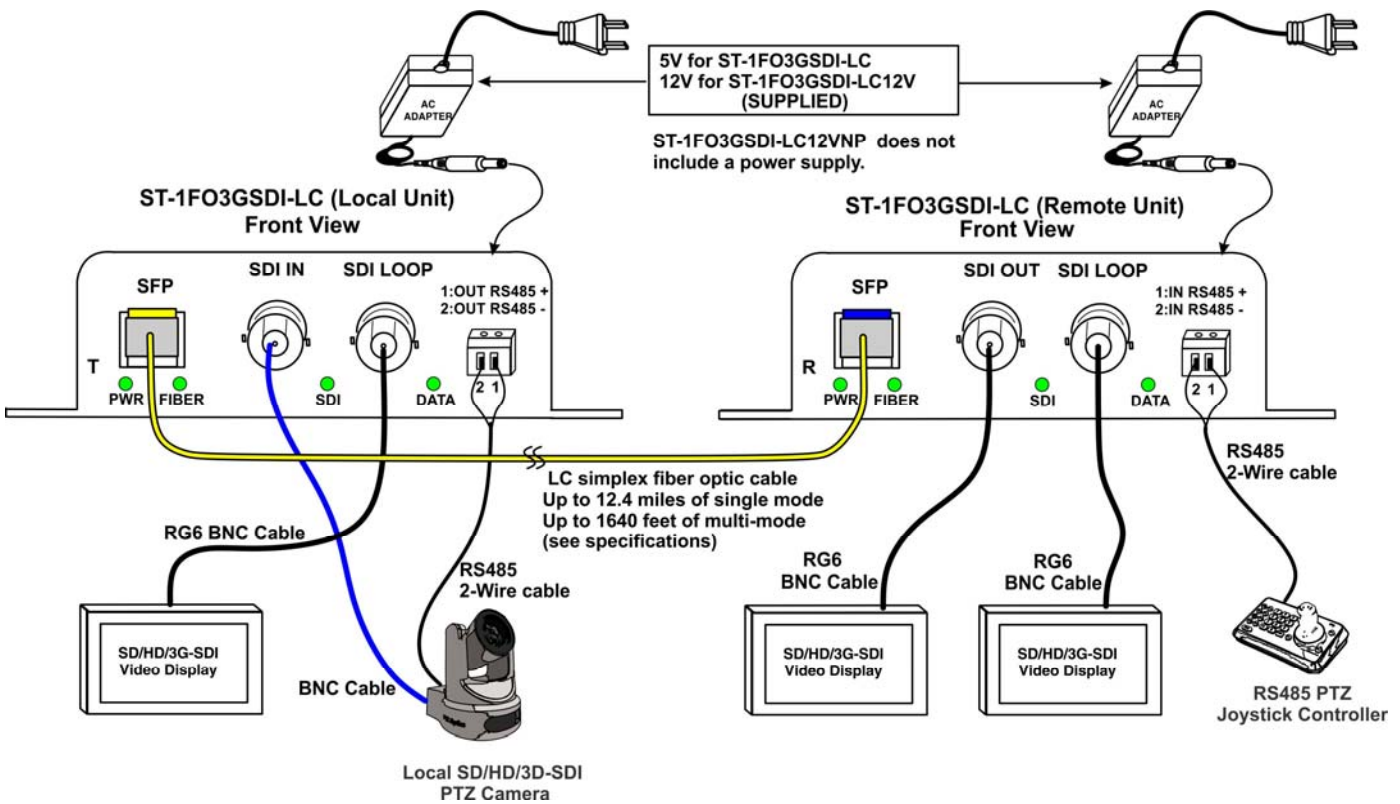 5V for ST-1FO3GSDI-LC
12V for ST-1FO3GSDI-LC12V
(SUPPLIED)
AC
ADAPTER
AC
ADAPTER
ST-1FO3GSDI-LC12VNP does not
include a power supply.
ST-1FO3GSDI-LC (Local Unit)
Front View
SFP
SDI IN
SDI LOOP
1:OUT RS485 +
2:OUT RS485 -
T
PWR
FIBER
SDI
DATA
2 1
ST-1FO3GSDI-LC (Remote Unit)
Front View
SFP
SDI OUT
SDI LOOP
1:IN RS485 +
2:IN RS485 -
R
PWR
FIBER
SDI
DATA
2 1
LC simplex fiber optic cable
Up to 12.4 miles of single mode
Up to 1640 feet of multi-mode
(see specifications)
RG6 BNC Cable
RS485
2-Wire cable
BNC Cable
SD/HD/3G-SDI
Video Display
Local SD/HD/3D-SDI
PTZ Camera
RG6
BNC Cable
SD/HD/3G-SDI
Video Display
RG6
BNC Cable
SD/HD/3G-SDI
Video Display
RS485
2-Wire cable
RS485 PTZ
Joystick Controller